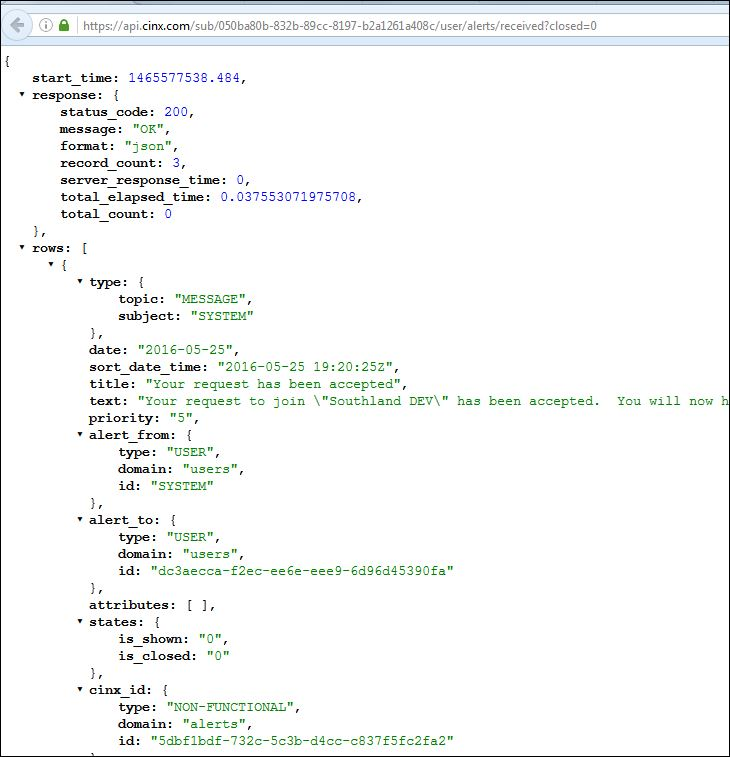 https://api.cinx.com/sub/050ba80b-832b-89cc-8197-b2a1261a408c/user/alerts/received?closed=0
{
start_time: 1465577538.484,
response: {
status_code: 200,
message: "OK",
format: "json",
record_count: 3,
server_response_time: 0,
total_elapsed_time: 0.037553071975708,
total_count: 0
},
rows: [
{
type: {
topic: "MESSAGE",
subject: "SYSTEM"
},
date: "2016-05-25",
sort_date_time: "2016-05-25 19:20:25Z",
title: "Your request has been accepted",
text: "Your request to join \"Southland DEV\" has been accepted.  You will now h
priority: "5",
alert_from: {
type: "USER",
domain: "users",
id: "SYSTEM"
},
alert_to: {
type: "USER",
domain: "users",
id: "dc3aecca-f2ec-ee6e-eee9-6d96d45390fa"
},
attributes: [ ],
states: {
is_shown: "0",
is_closed: "0"
},
cinx_id: {
type: "NON-FUNCTIONAL",
domain: "alerts",
id: "5dbf1bdf-732c-5c3b-d4cc-c837f5fc2fa2"